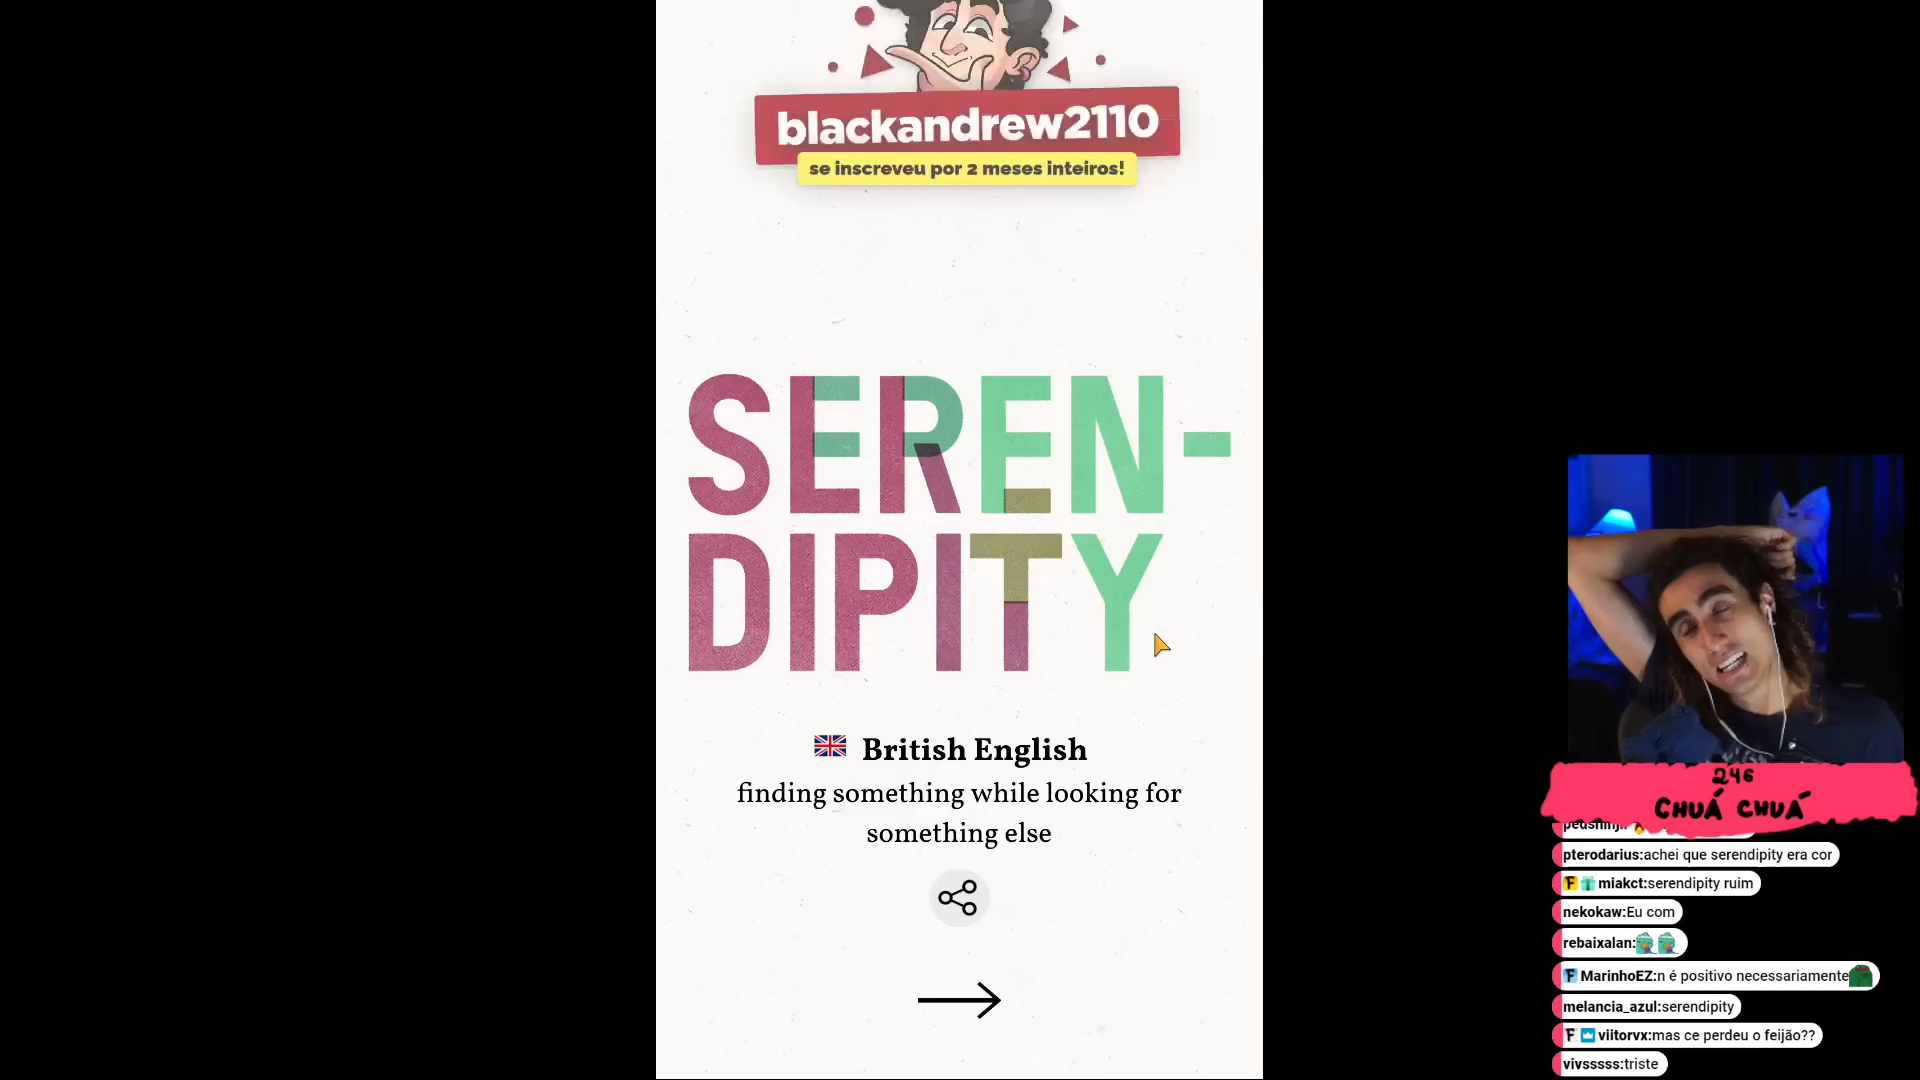 blackandrew2110
se inscreveu por 2 meses inteiros!
SEREN-
DIPITY
British English
finding something while looking for
something else
246
CHUÁ CHUÁ
pterodarius:achei que serendipity era cor
miakct:serendipity ruim
nekokaw:Eu com
rebaixalan:
MarinhoEZ:n é positivo necessariamente
melancia_azul:serendipity
viitorvx:mas ce perdeu o feijão??
vivsssss:triste